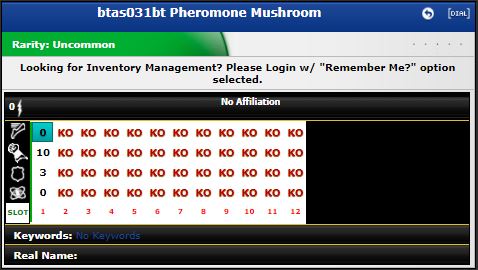 btas031bt Pheromone Mushroom
[DIAL]
Rarity: Uncommon
Looking for Inventory Management? Please Login w/ "Remember Me?" option
selected.
0 No Affiliation
0 KO KO KO KO KO KO KO KO KO KO KO
10 KO KO KO KO KO KO KO KO KO KO KO
3 KO KO KO KO KO KO KO KO KO KO KO
0 KO KO KO KO KO KO KO KO KO KO KO
SLOT 1 2 3 4 5 6 7 8 9 10 11 12
Keywords: No Keywords
Real Name: